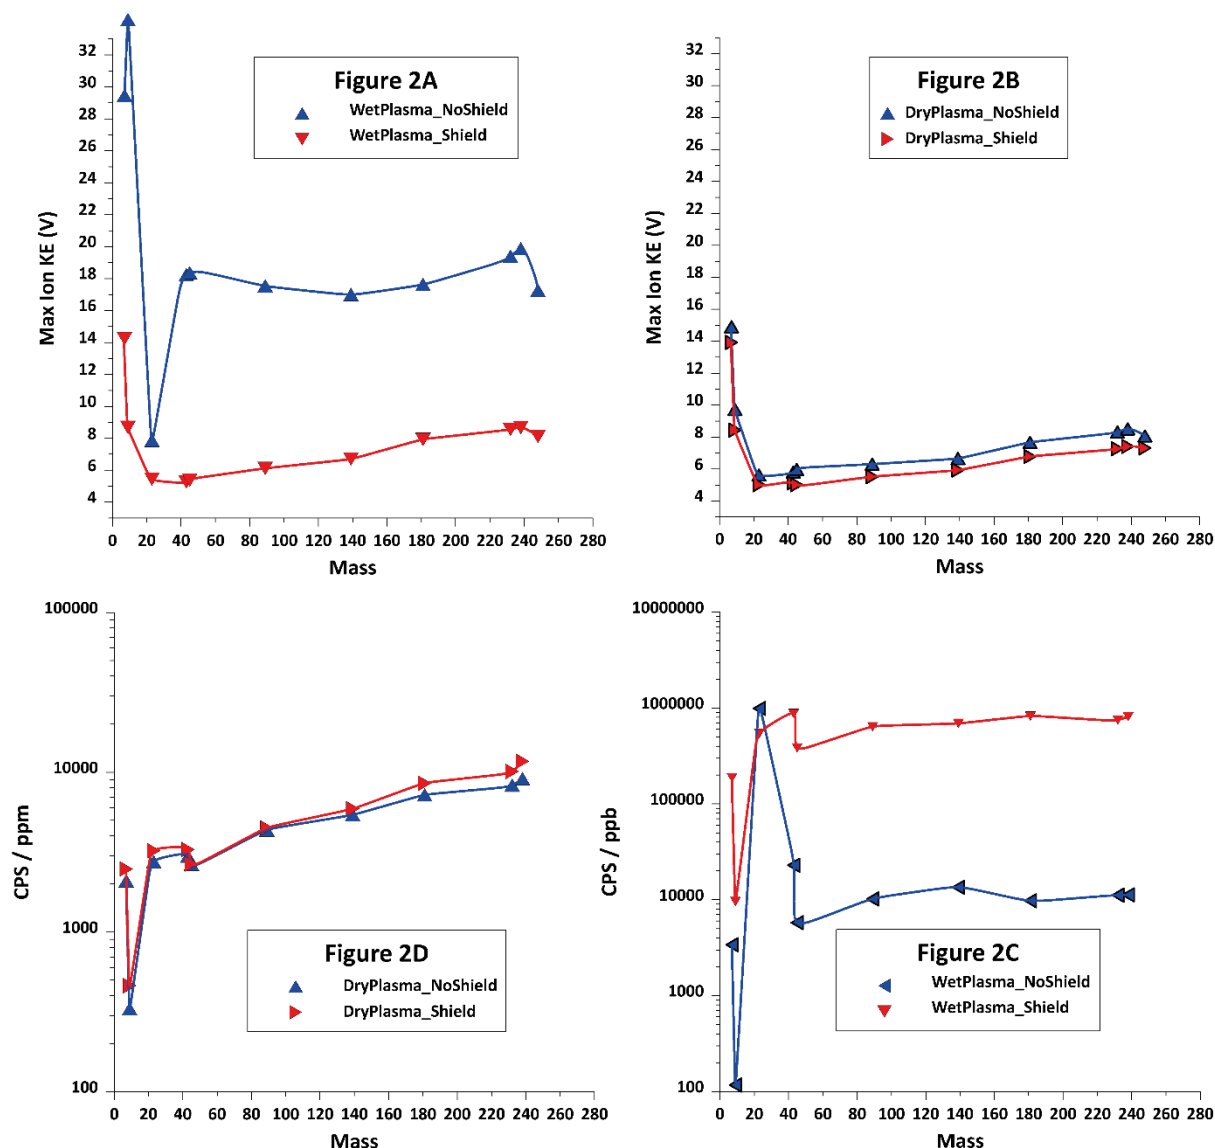 Figure 2A
WetPlasma_NoShield
WetPlasma_Shield
Max Ion KE (V)
32
30
28
26
24
22
20
18
16
14
12
10
8
6
4
0 20 40 60 80 100 120 140 160 180 200 220 240 260 280
Mass
Figure 2B
DryPlasma_NoShield
DryPlasma_Shield
Max Ion KE (V)
32
30
28
26
24
22
20
18
16
14
12
10
8
6
4
0 20 40 60 80 100 120 140 160 180 200 220 240 260 280
Mass
100000
10000
1000
100
CPS / ppm
Figure 2D
DryPlasma_NoShield
DryPlasma_Shield
0 20 40 60 80 100 120 140 160 180 200 220 240 260 280
Mass
10000000
1000000
100000
10000
1000
100
CPS / ppb
Figure 2C
WetPlasma_NoShield
WetPlasma_Shield
0 20 40 60 80 100 120 140 160 180 200 220 240 260 280
Mass